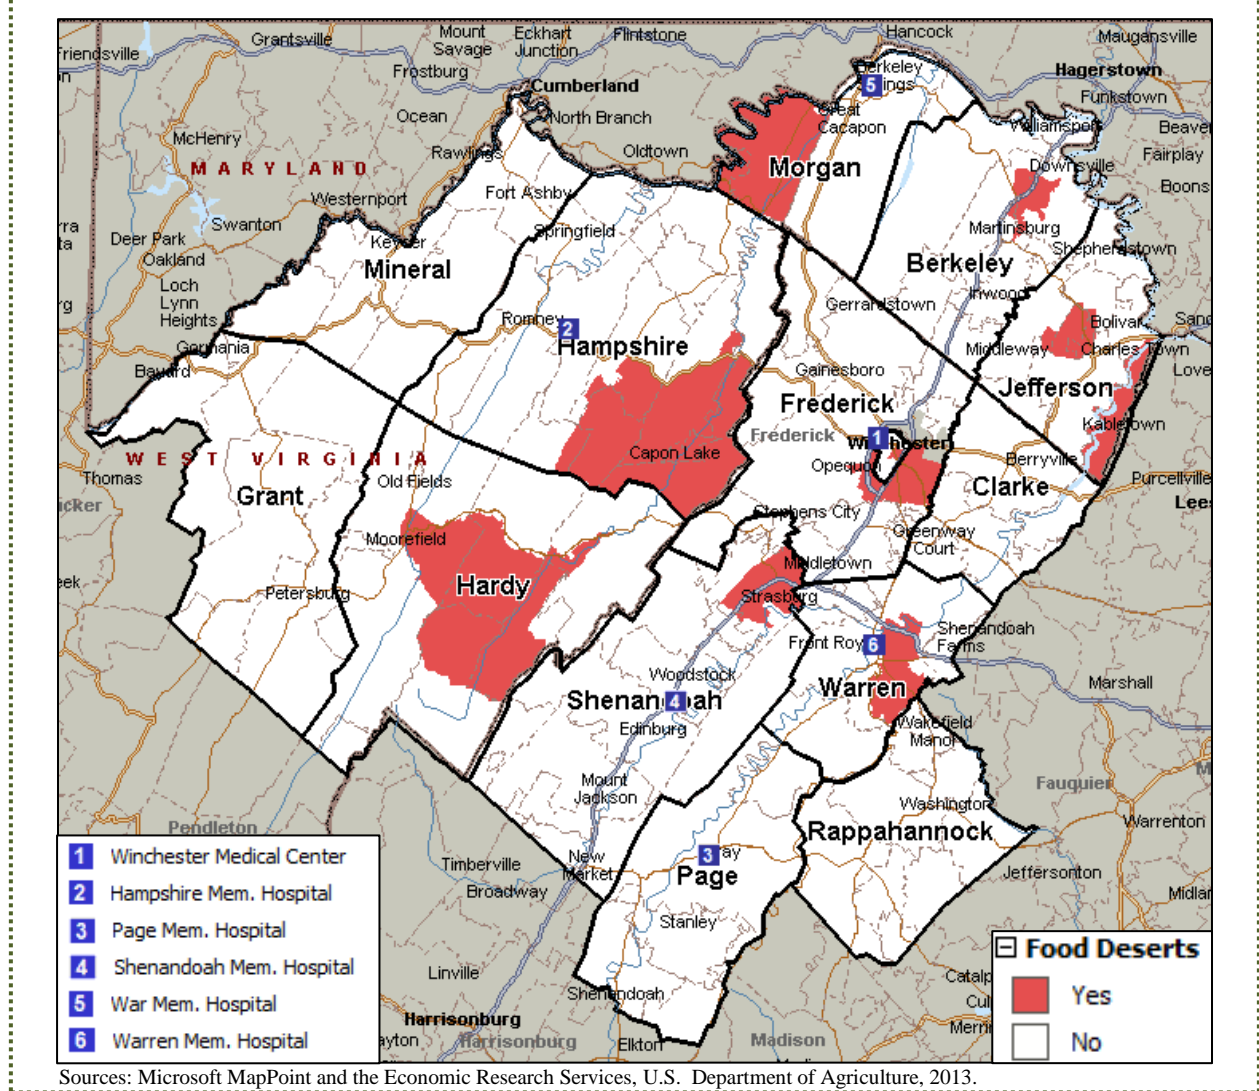 Grantsville
Mount
Savage
Eckhart
Junction
Flintstone
Hancock
Maugansville
Friendsville
Frostburg
Cumberland
Berkeley
Hagerstown
Funkstown
Ocean
North Branch
Great
Cacapon
Williamsport
McHenry
Rawlings
Oldtown
Morgan
Downsville
Fairplay
MARYLAND
Westernport
Fort Ashby
Boons
Swanton
Springfield
Martinsburg
Shepherdstown
Deer Park
Keyser
Oakland
Mineral
Berkeley
Loch
Lynn
Heights
Inwood
Gerrardstown
Romney
2
Hampshire
Bolivar
Gormania
Middleway
Charles Town
Bayard
Gainesboro
Jefferson
Frederick
Frederick
Kabletown
1
Winchester
WEST VIRGINIA
Capon Lake
Opequon
Berryville
Thomas
Old Fields
Clarke
Purcellville
Grant
Stephens City
Moorefield
Greenway
Court
Middletown
Hardy
Petersburg
Strasburg
Shenandoah
Farms
6
Woodstock
Warren
Marshall
Shenandoah
4
Edinburg
Wakefield
Manor
Mount
Jackson
Fauquier
Washington
Pendleton
Rappahannock
Warrenton
Timberville
New
Market
3
Page
Jeffersonton
Broadway
Stanley
Linville
Shenandoah
Harrisonburg
Harrisonburg
Elkton
Madison
5
1 Winchester Medical Center
2 Hampshire Mem. Hospital
3 Page Mem. Hospital
4 Shenandoah Mem. Hospital
5 War Mem. Hospital
6 Warren Mem. Hospital
Food Deserts
Yes
No
Sources: Microsoft MapPoint and the Economic Research Services, U.S.  Department of Agriculture, 2013.